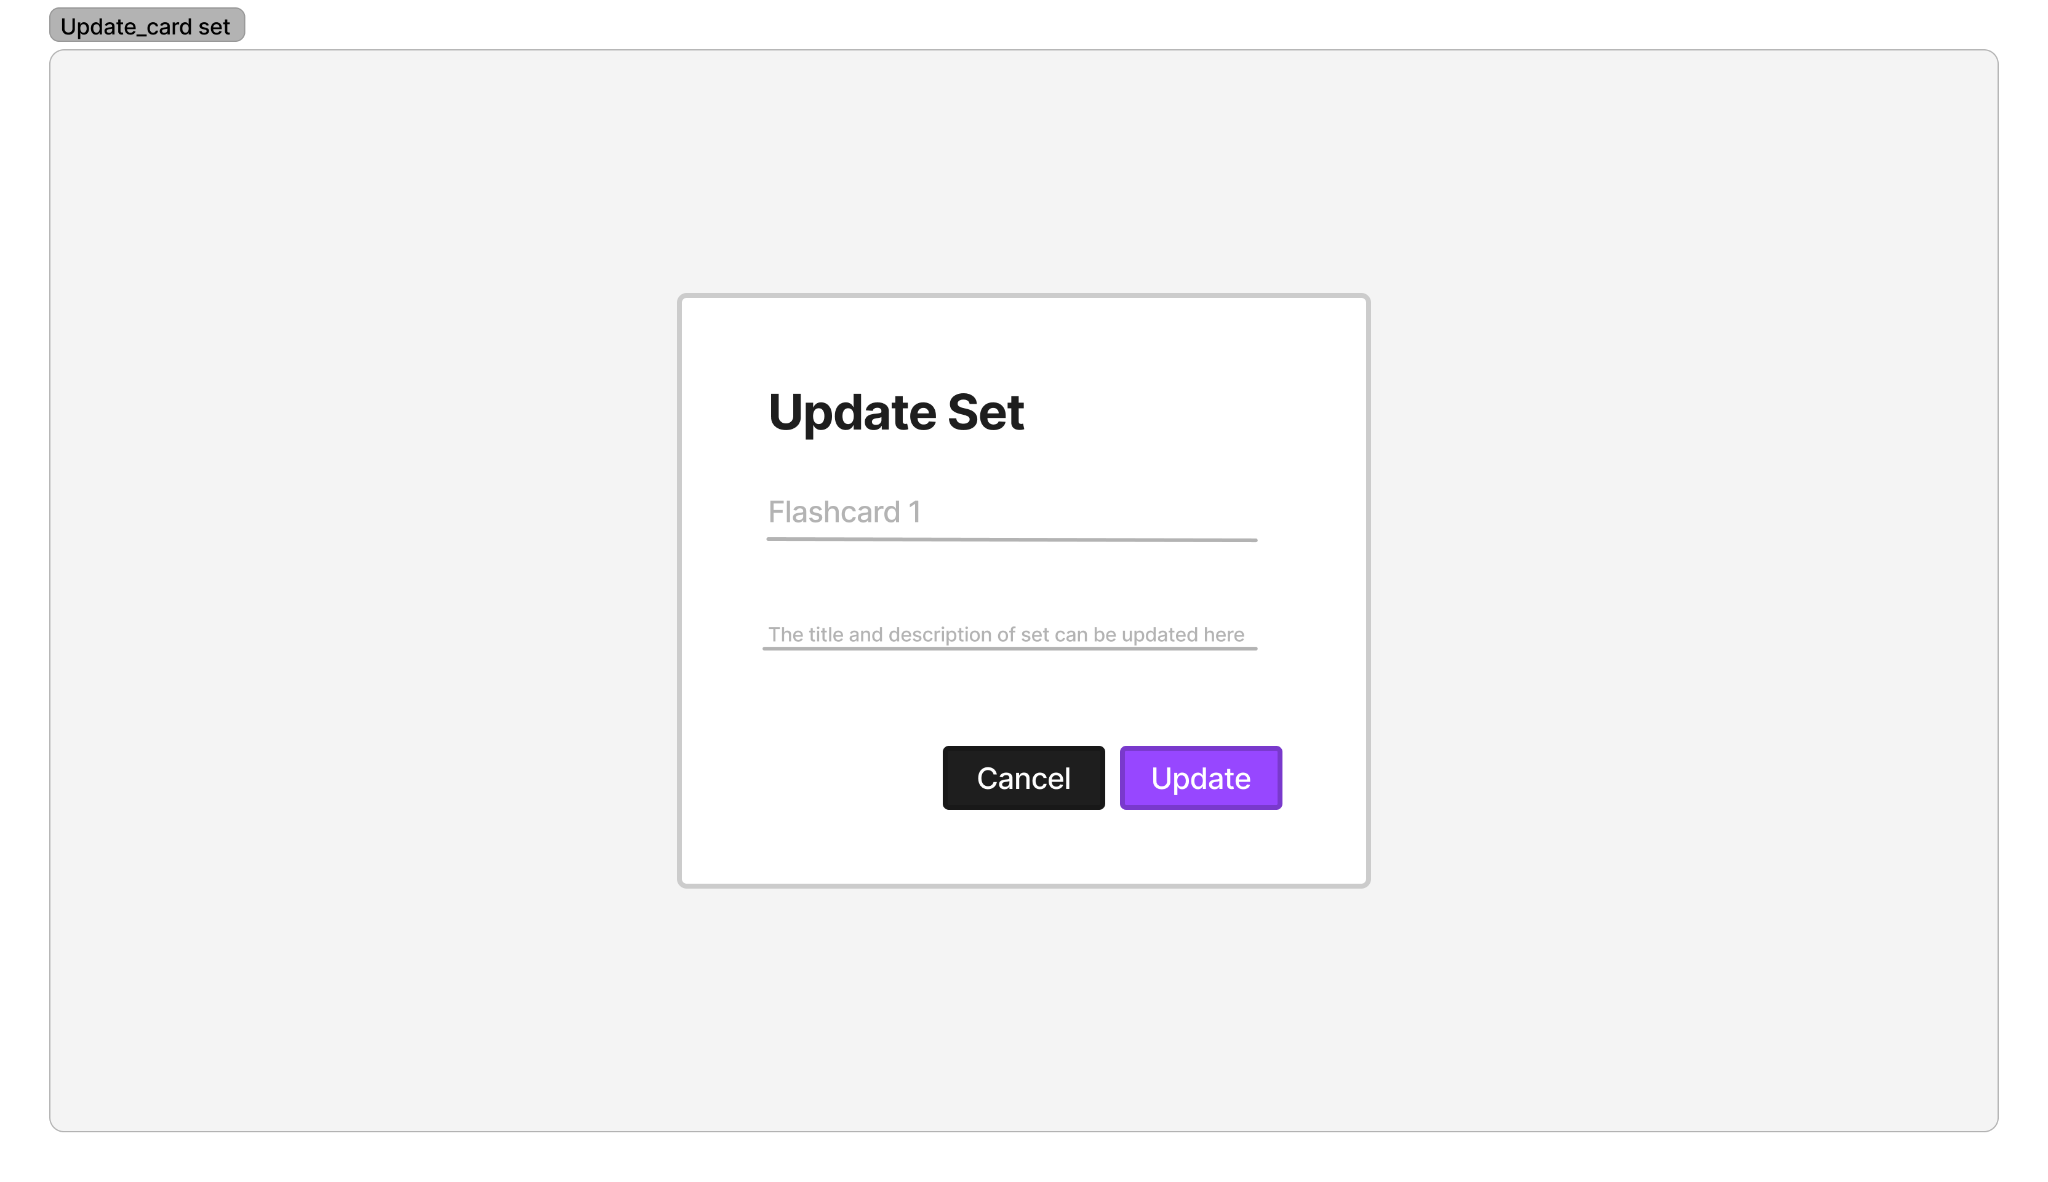 Update_card set
Update Set
Flashcard 1
The title and description of set can be updated here
Cancel
Update